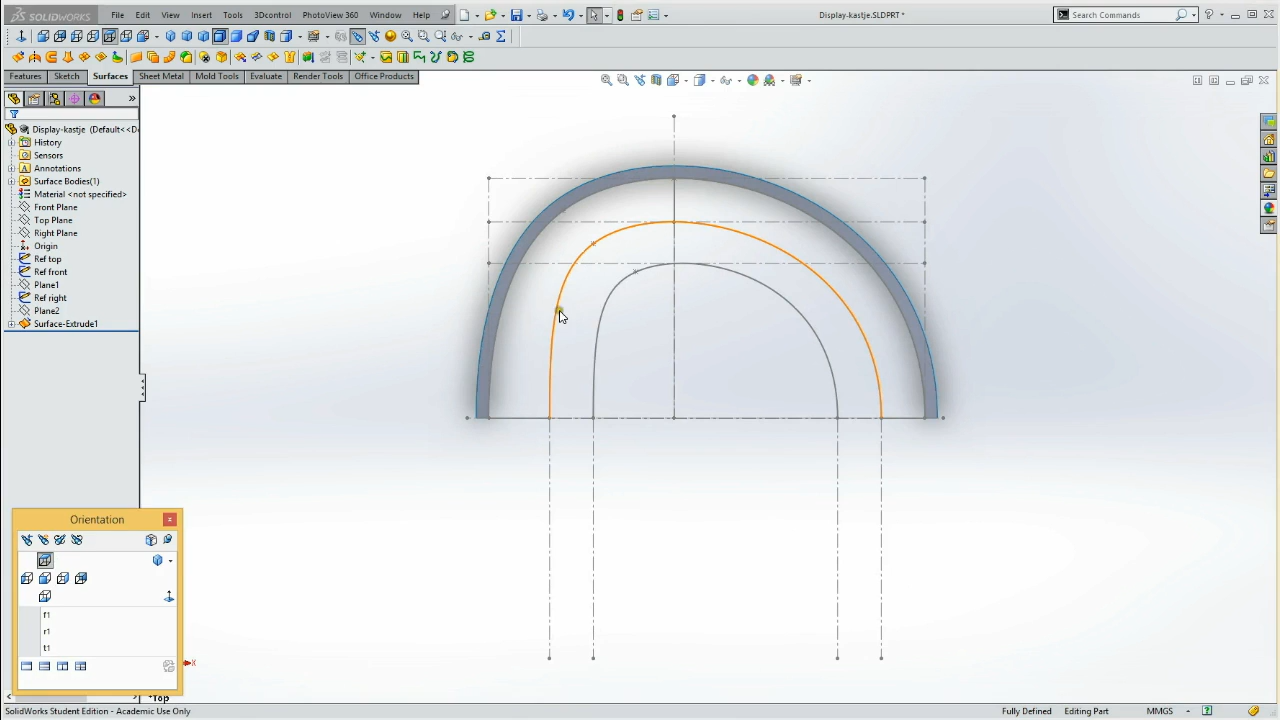 SOLIDWORKS File Edit View Insert Tools 3Dcontrol PhotoView 360 Window Help Display-kastje.SLDPRT * Search Commands
Features Sketch Surfaces Sheet Metal Mold Tools Evaluate Render Tools Office Products
Display-kastje (Default<<D
History
Sensors
Annotations
Surface Bodies(1)
Material <not specified>
Front Plane
Top Plane
Right Plane
Origin
Ref top
Ref front
Plane1
Ref right
Plane2
Surface-Extrude1
Orientation
f1
r1
t1
X
*Top
SolidWorks Student Edition - Academic Use Only Fully Defined Editing Part MMGS